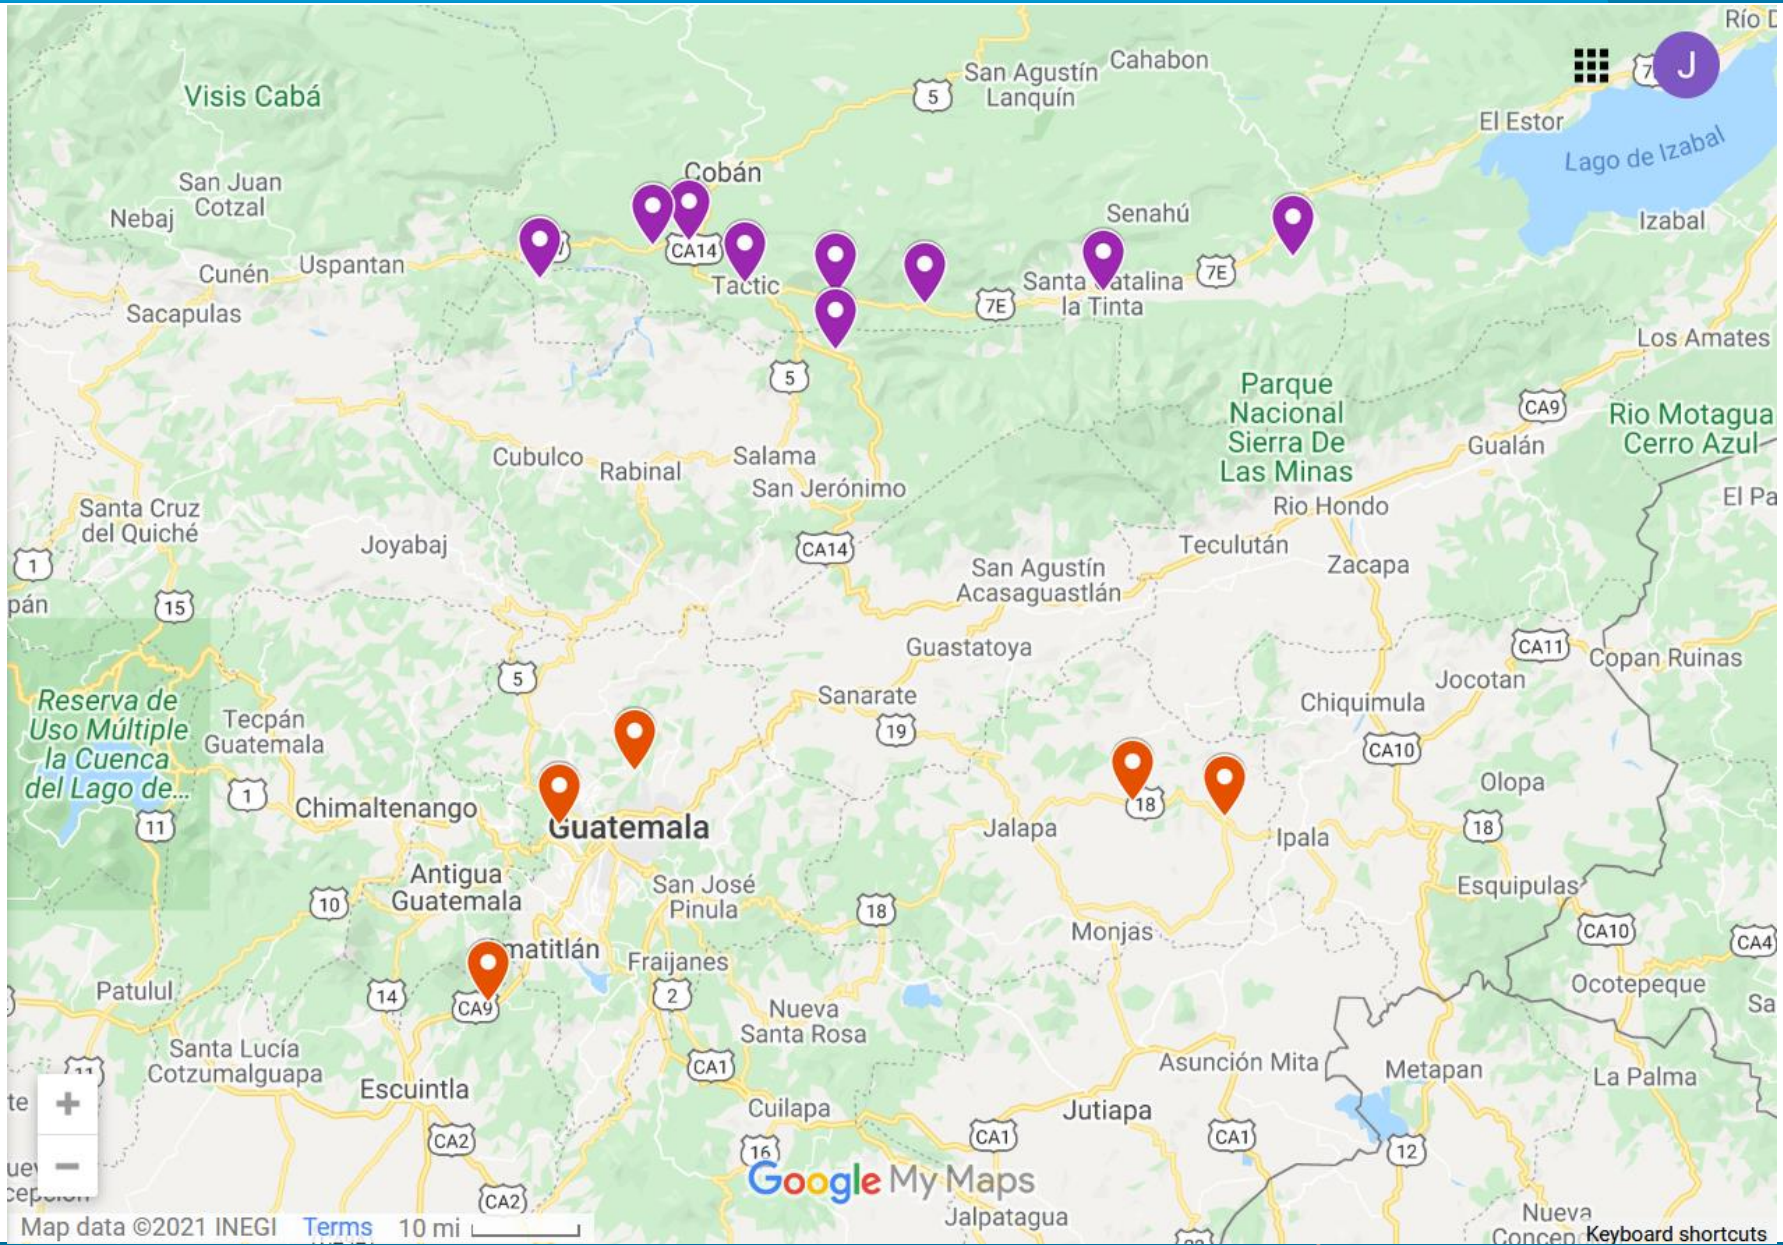 Visis Cabá
San Agustín
Lanquín
Cahabon
5
J
El Estor
Lago de Izabal
San Juan
Cotzal
Nebaj
Cobán
Senahú
Izabal
Cunén
Uspantan
CA14
Tactic
7E
Santa Catalina
la Tinta
7E
Sacapulas
Los Amates
5
Parque
Nacional
Sierra De
Las Minas
CA9
Rio Motagua
Cerro Azul
Gualán
Cubulco
Rabinal
Salama
San Jerónimo
Santa Cruz
del Quiché
Rio Hondo
El Pa
Joyabaj
CA14
Teculután
1
San Agustín
Acasaguastlán
Zacapa
pán
15
Guastatoya
CA11
Copan Ruinas
5
Jocotan
Reserva de
Uso Múltiple
la Cuenca
del Lago de...
Tecpán
Guatemala
Sanarate
19
Chiquimula
CA10
Olopa
1
Chimaltenango
11
Guatemala
Jalapa
18
Ipala
18
Antigua
Guatemala
San José
Pinula
Esquipulas
10
18
Monjas
CA10
CA4
matitlán
Fraijanes
Patulul
14
CA9
2
Ocotepeque
Sa
Nueva
Santa Rosa
Santa Lucía
Cotzumalguapa
11
CA1
Asunción Mita
Metapan
La Palma
Escuintla
te
+
Cuilapa
Jutiapa
CA2
CA1
CA1
12
16
−
Google My Maps
CA2
Jalpatagua
Nueva
Map data ©2021 INEGI Terms 10 mi
Keyboard shortcuts